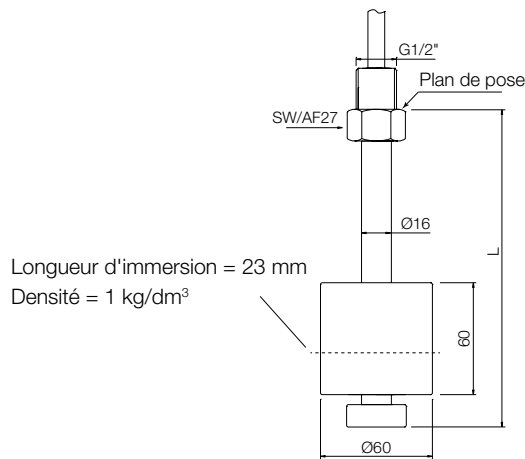 G1/2"
Plan de pose
SW/AF27
Ø16
L
Longueur d'immersion = 23 mm
Densité = 1 kg/dm³
60
Ø60